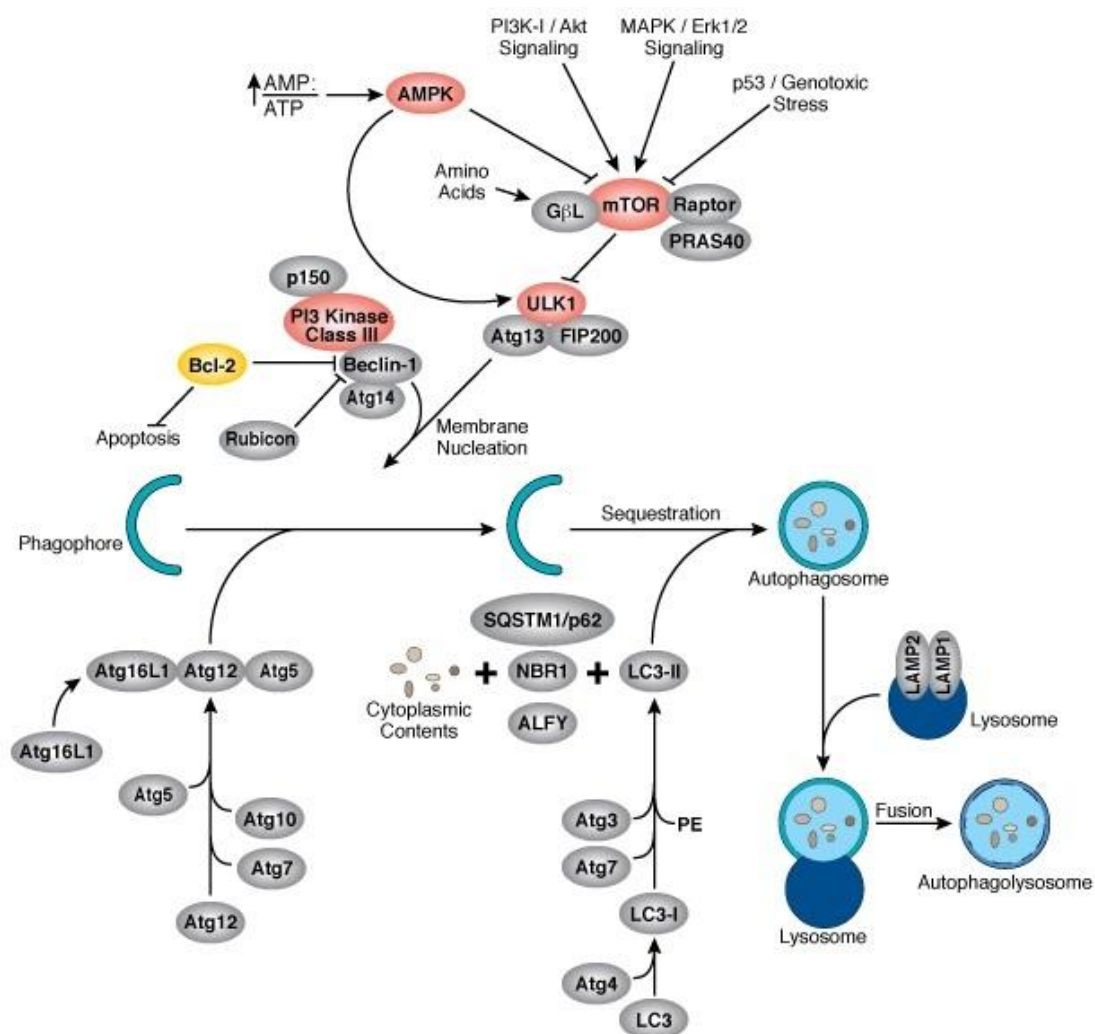 PI3K-I / Akt
Signaling
MAPK / Erk1/2
Signaling
p53 / Genotoxic
Stress
AMP:
ATP
AMPK
Amino
Acids
GβL
mTOR
Raptor
PRAS40
p150
PI3 Kinase
Class III
ULK1
Atg13
FIP200
Bcl-2
Beclin-1
Atg14
Apoptosis
Rubicon
Membrane
Nucleation
Phagophore
Sequestration
Autophagosome
SQSTM1/p62
Atg16L1
Atg12
Atg5
+
NBR1
+
LC3-II
Cytoplasmic
Contents
ALFY
LAMP2
LAMP1
Lysosome
Atg16L1
Atg5
Atg10
Atg7
Atg12
Atg3
PE
Atg7
LC3-I
Atg4
LC3
Fusion
Lysosome
Autophagolysosome